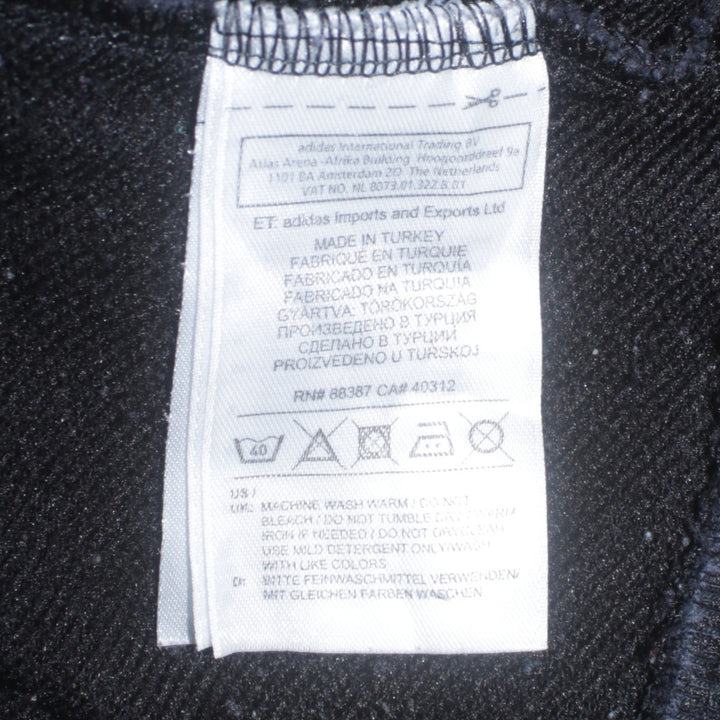 adidas International Trading BV
Atlas Arena -Afrika Building Hoogoorddreef 9a
1101 BA Amsterdam ZO The Netherlands
VAT NO. NL 8073.01.322.B.01
ET: adidas Imports and Exports Ltd
MADE IN TURKEY
FABRIQUÉ EN TURQUIE
FABRICADO EN TURQUÍA
FABRICADO NA TURQUIA
GYÁRTVA: TÖRÖKORSZÁG
ПРОИЗВЕДЕНО В ТУРЦИЯ
СДЕЛАНО В ТУРЦИИ
PROIZVEDENO U TURSKOJ
RN# 88387 CA# 40312
40
US /
UK: MACHINE WASH WARM / DO NOT
BLEACH / DO NOT TUMBLE DRY / WARM
IRON IF NEEDED / DO NOT DRYCLEAN
USE MILD DETERGENT ONLY/WASH
WITH LIKE COLORS
BITTE FEINWASCHMITTEL VERWENDEN/
MIT GLEICHEN FARBEN WASCHEN